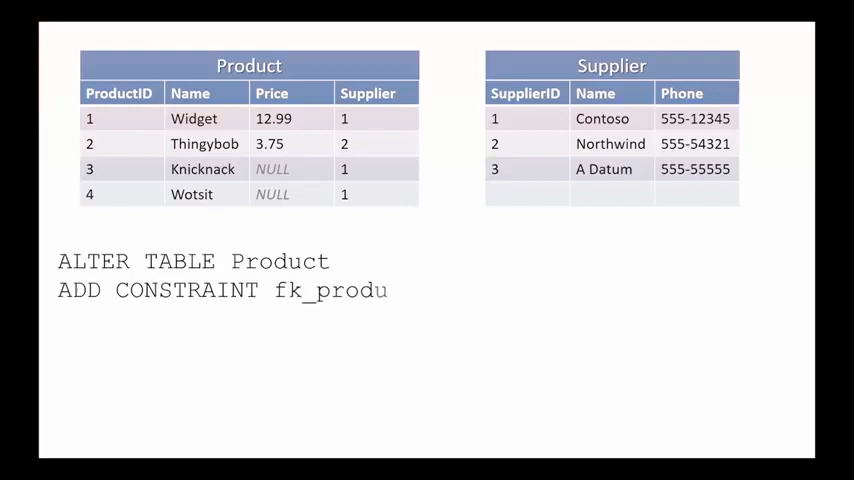 Product
ProductID Name Price Supplier
1 Widget 12.99 1
2 Thingybob 3.75 2
3 Knicknack NULL 1
4 Wotsit NULL 1
Supplier
SupplierID Name Phone
1 Contoso 555-12345
2 Northwind 555-54321
3 A Datum 555-55555
ALTER TABLE Product
ADD CONSTRAINT fk_produ